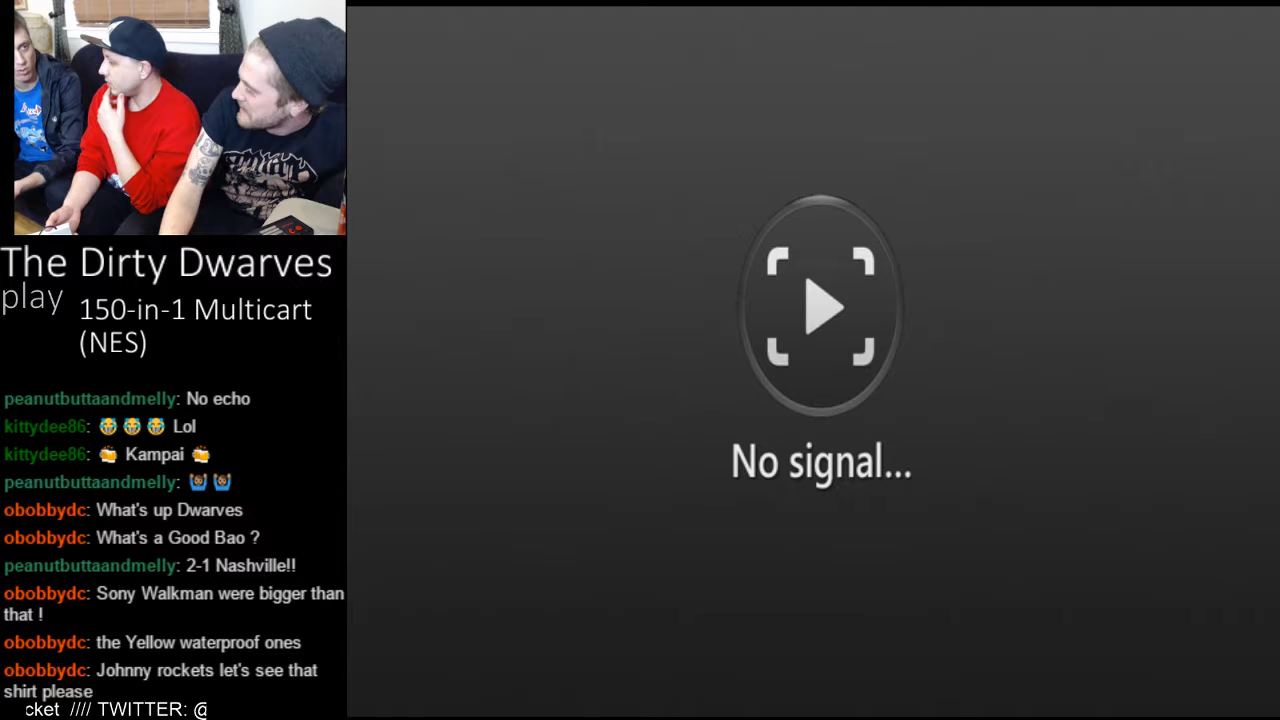 The Dirty Dwarves
play 150-in-1 Multicart
(NES)
peanutbuttaandmelly: No echo
kittydee86: 😂 😂 😂 Lol
kittydee86: 🍻 Kampai 🍻
peanutbuttaandmelly: 🙌🏾 🙌🏾
obobbydc: What's up Dwarves
obobbydc: What's a Good Bao ?
peanutbuttaandmelly: 2-1 Nashville!!
obobbydc: Sony Walkman were bigger than
that !
obobbydc: the Yellow waterproof ones
obobbydc: Johnny rockets let's see that
shirt please
cket //// TWITTER: @
No signal...